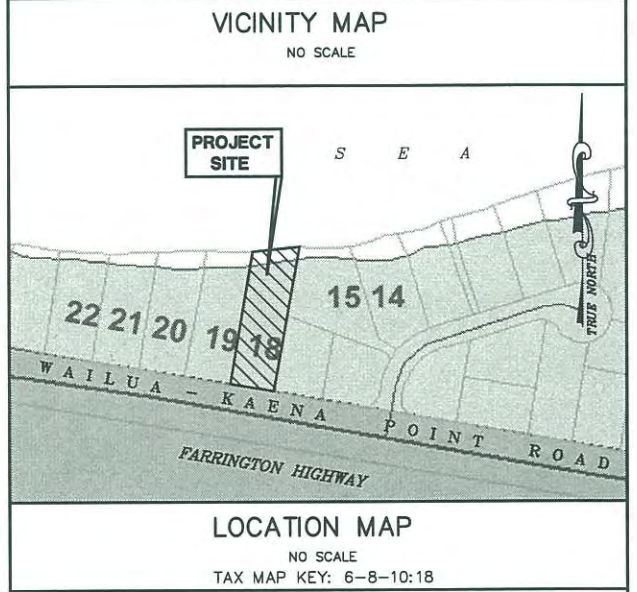 VICINITY MAP
NO SCALE
PROJECT
SITE
S E A
TRUE NORTH
22 21 20 19 18 15 14
WAILUA - KAENA POINT ROAD
FARRINGTON HIGHWAY
LOCATION MAP
NO SCALE
TAX MAP KEY: 6-8-10:18